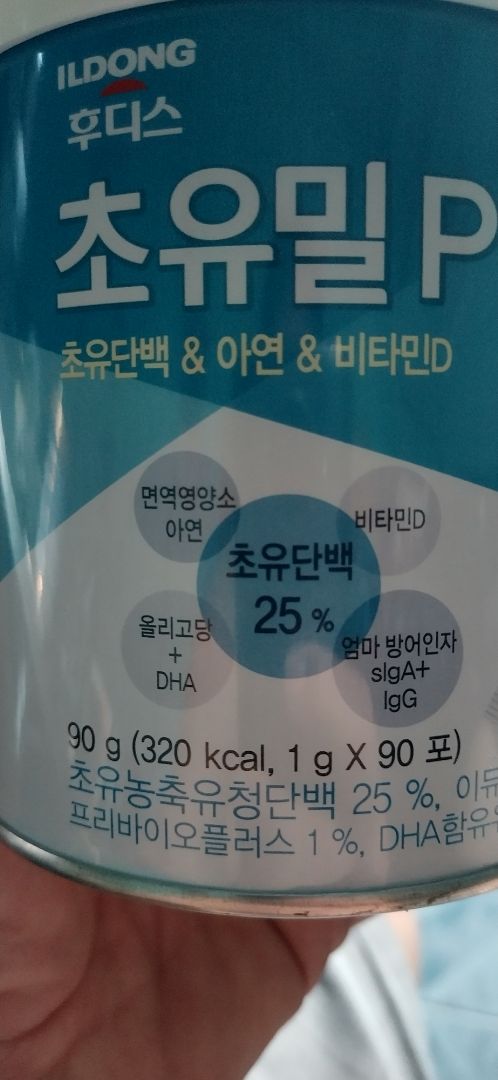 ILDONG
후디스
초유밀P
초유단백 & 아연 & 비타민D
면역영양소
아연
비타민D
초유단백
25 %
올리고당
+
DHA
엄마 방어인자
sIgA+
IgG
90 g (320 kcal, 1 g X 90 포)
초유농축유청단백 25 %,
프리바이오플러스 1 %, DHA함유